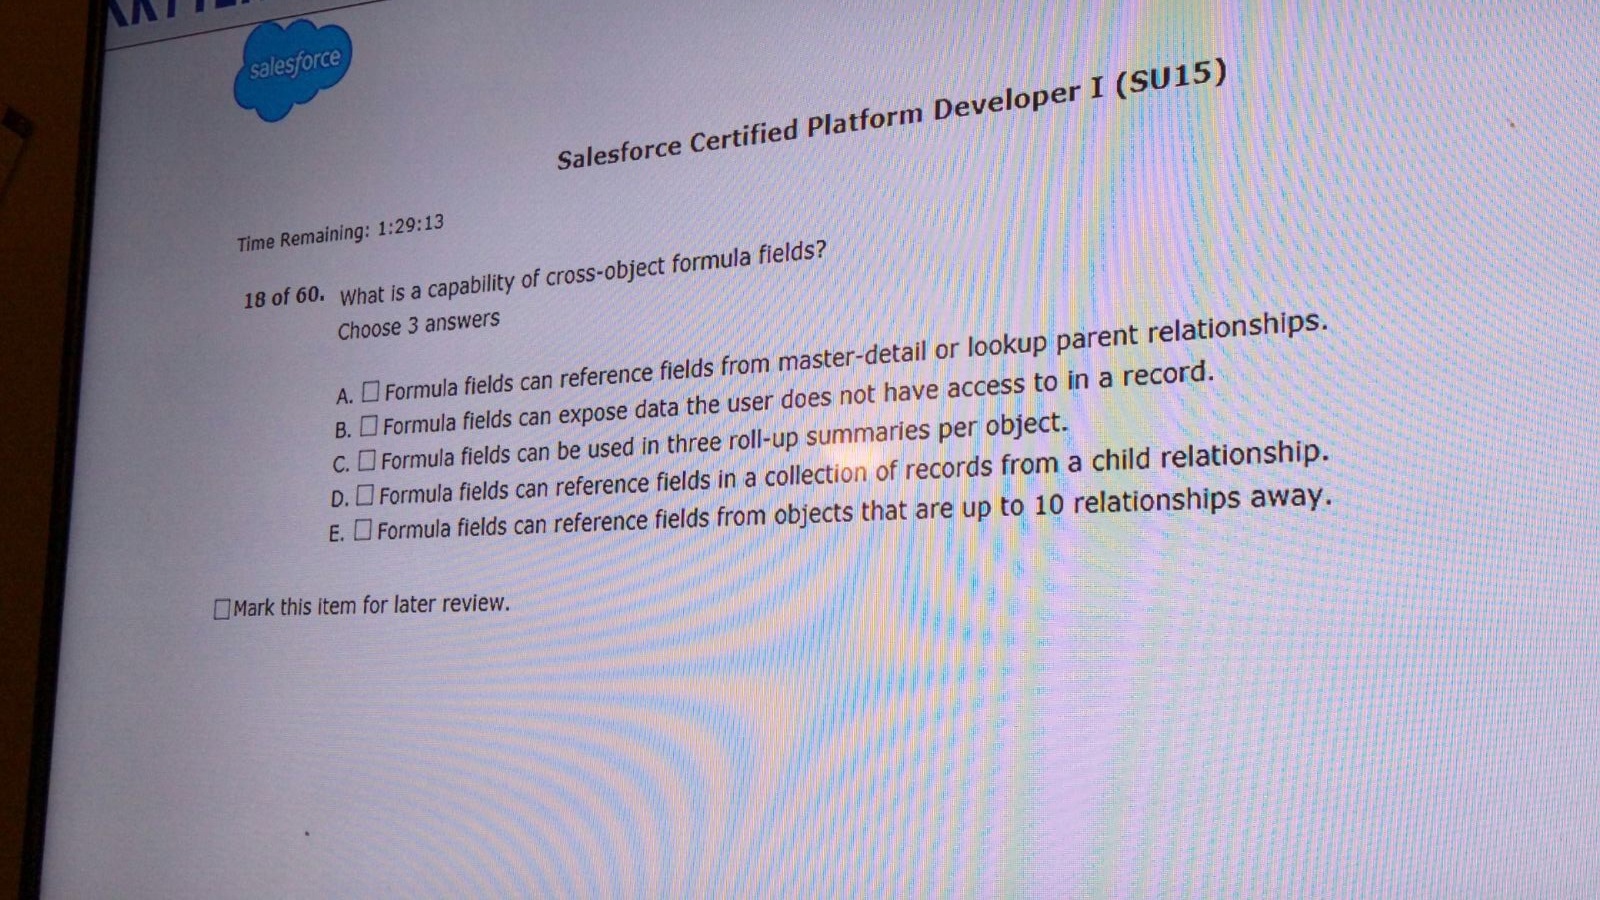 salesforce
Salesforce Certified Platform Developer I (SU15)
Time Remaining: 1:29:13
18 of 60. What is a capability of cross-object formula fields?
Choose 3 answers
A. Formula fields can reference fields from master-detail or lookup parent relationships.
B. Formula fields can expose data the user does not have access to in a record.
C. Formula fields can be used in three roll-up summaries per object.
D. Formula fields can reference fields in a collection of records from a child relationship.
E. Formula fields can reference fields from objects that are up to 10 relationships away.
Mark this item for later review.